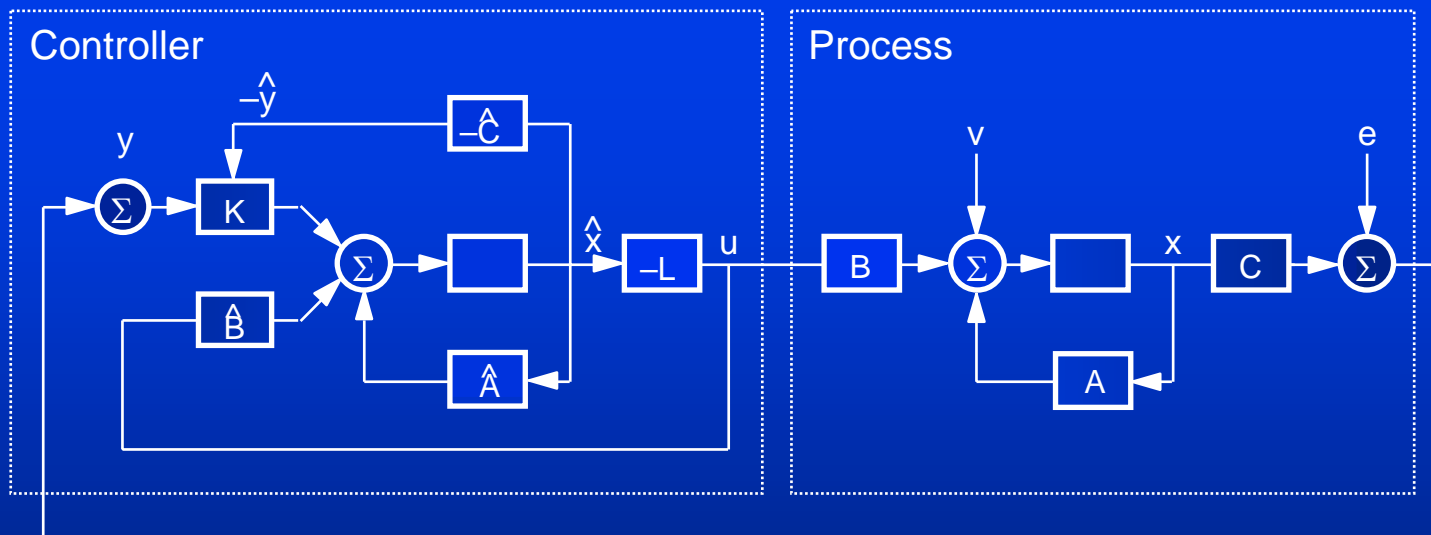 Controller
–ŷ
–Ĉ
y
Σ
K
Σ
x̂
–L
u
B̂
Â
Process
v
e
B
Σ
x
C
Σ
A